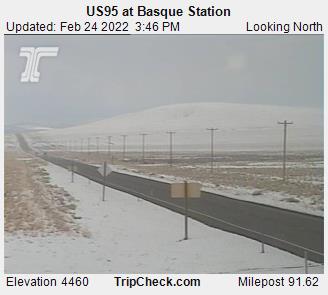 US95 at Basque Station
Updated: Feb 24 2022 3:46 PM Looking North
Elevation 4460 TripCheck.com Milepost 91.62